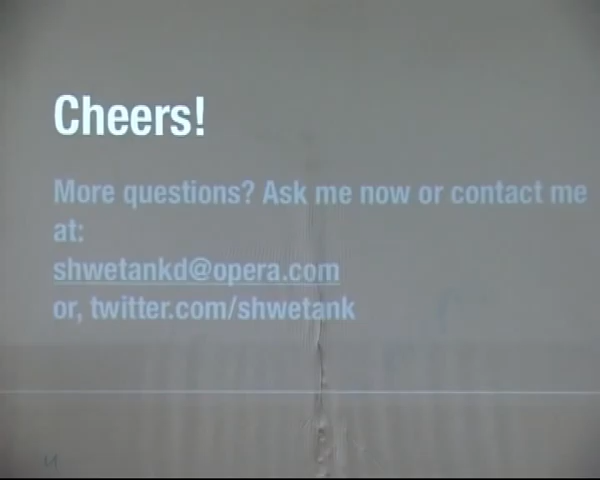 Cheers!
More questions? Ask me now or contact me
at:
shwetankd@opera.com
or, twitter.com/shwetank